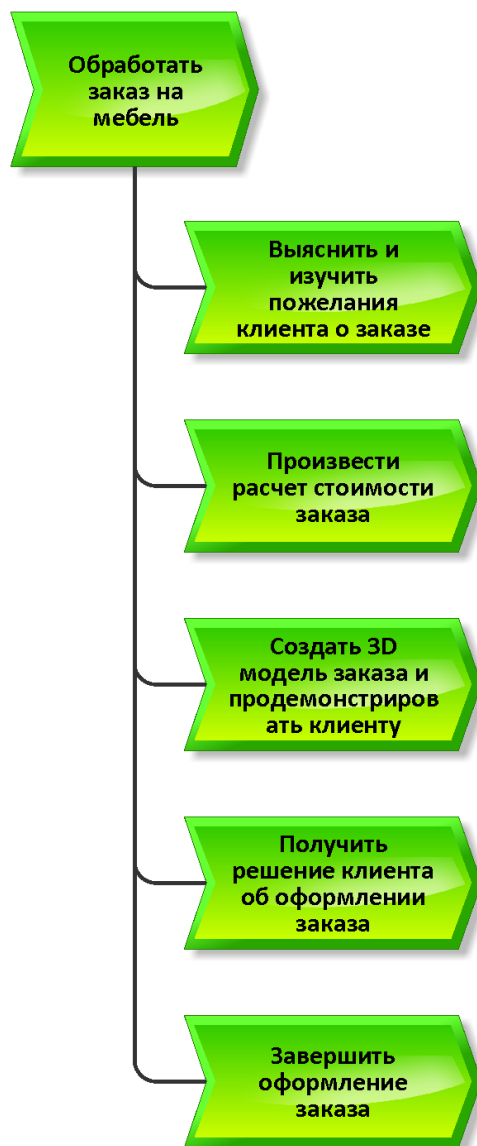 Обработать
заказ на
мебель
Выяснить и
изучить
пожелания
клиента о заказе
Произвести
расчет стоимости
заказа
Создать 3D
модель заказа и
продемонстриров
ать клиенту
Получить
решение клиента
об оформлении
заказа
Завершить
оформление
заказа